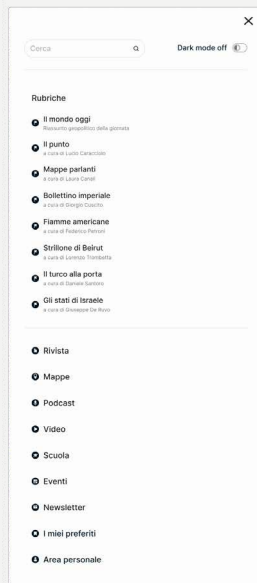 Cerca
Dark mode off
Rubriche
Il mondo oggi
Riassunto geopolitico della giornata
Il punto
a cura di Lucio Caracciolo
Mappe parlanti
a cura di Laura Canali
Bollettino imperiale
a cura di Giorgio Cuscito
Fiamme americane
a cura di Federico Petroni
Strillone di Beirut
a cura di Lorenzo Trombetta
Il turco alla porta
a cura di Daniele Santoro
Gli stati di Israele
a cura di Giuseppe De Ruvo
Rivista
Mappe
Podcast
Video
Scuola
Eventi
Newsletter
I miei preferiti
Area personale